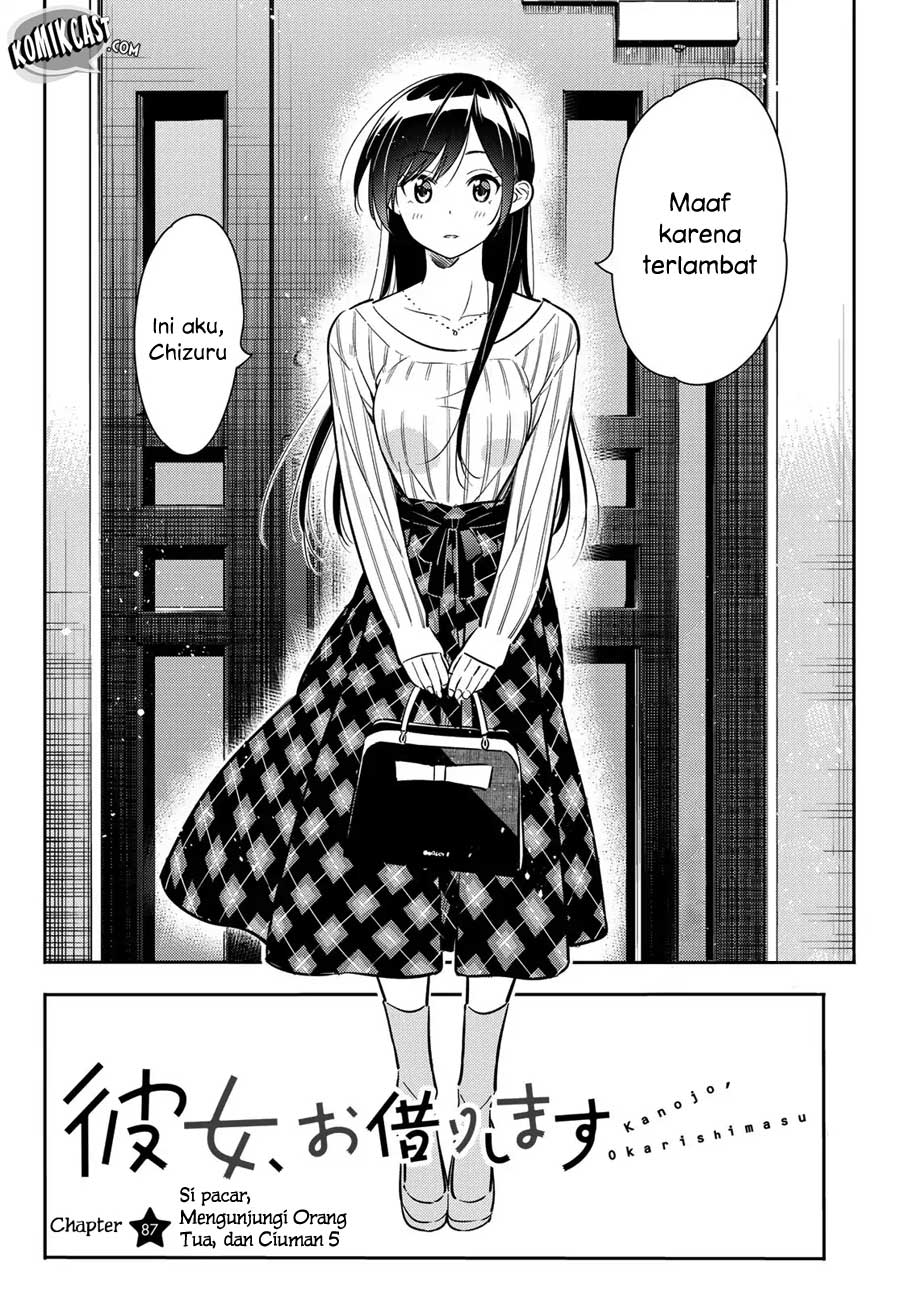 KOMIKCAST
.COM
Maaf
karena
terlambat
Ini aku,
Chizuru
彼女、お借りします
Kanojo,
Okarishimasu
Chapter 87
Si pacar,
Mengunjungi Orang
Tua, dan Ciuman 5